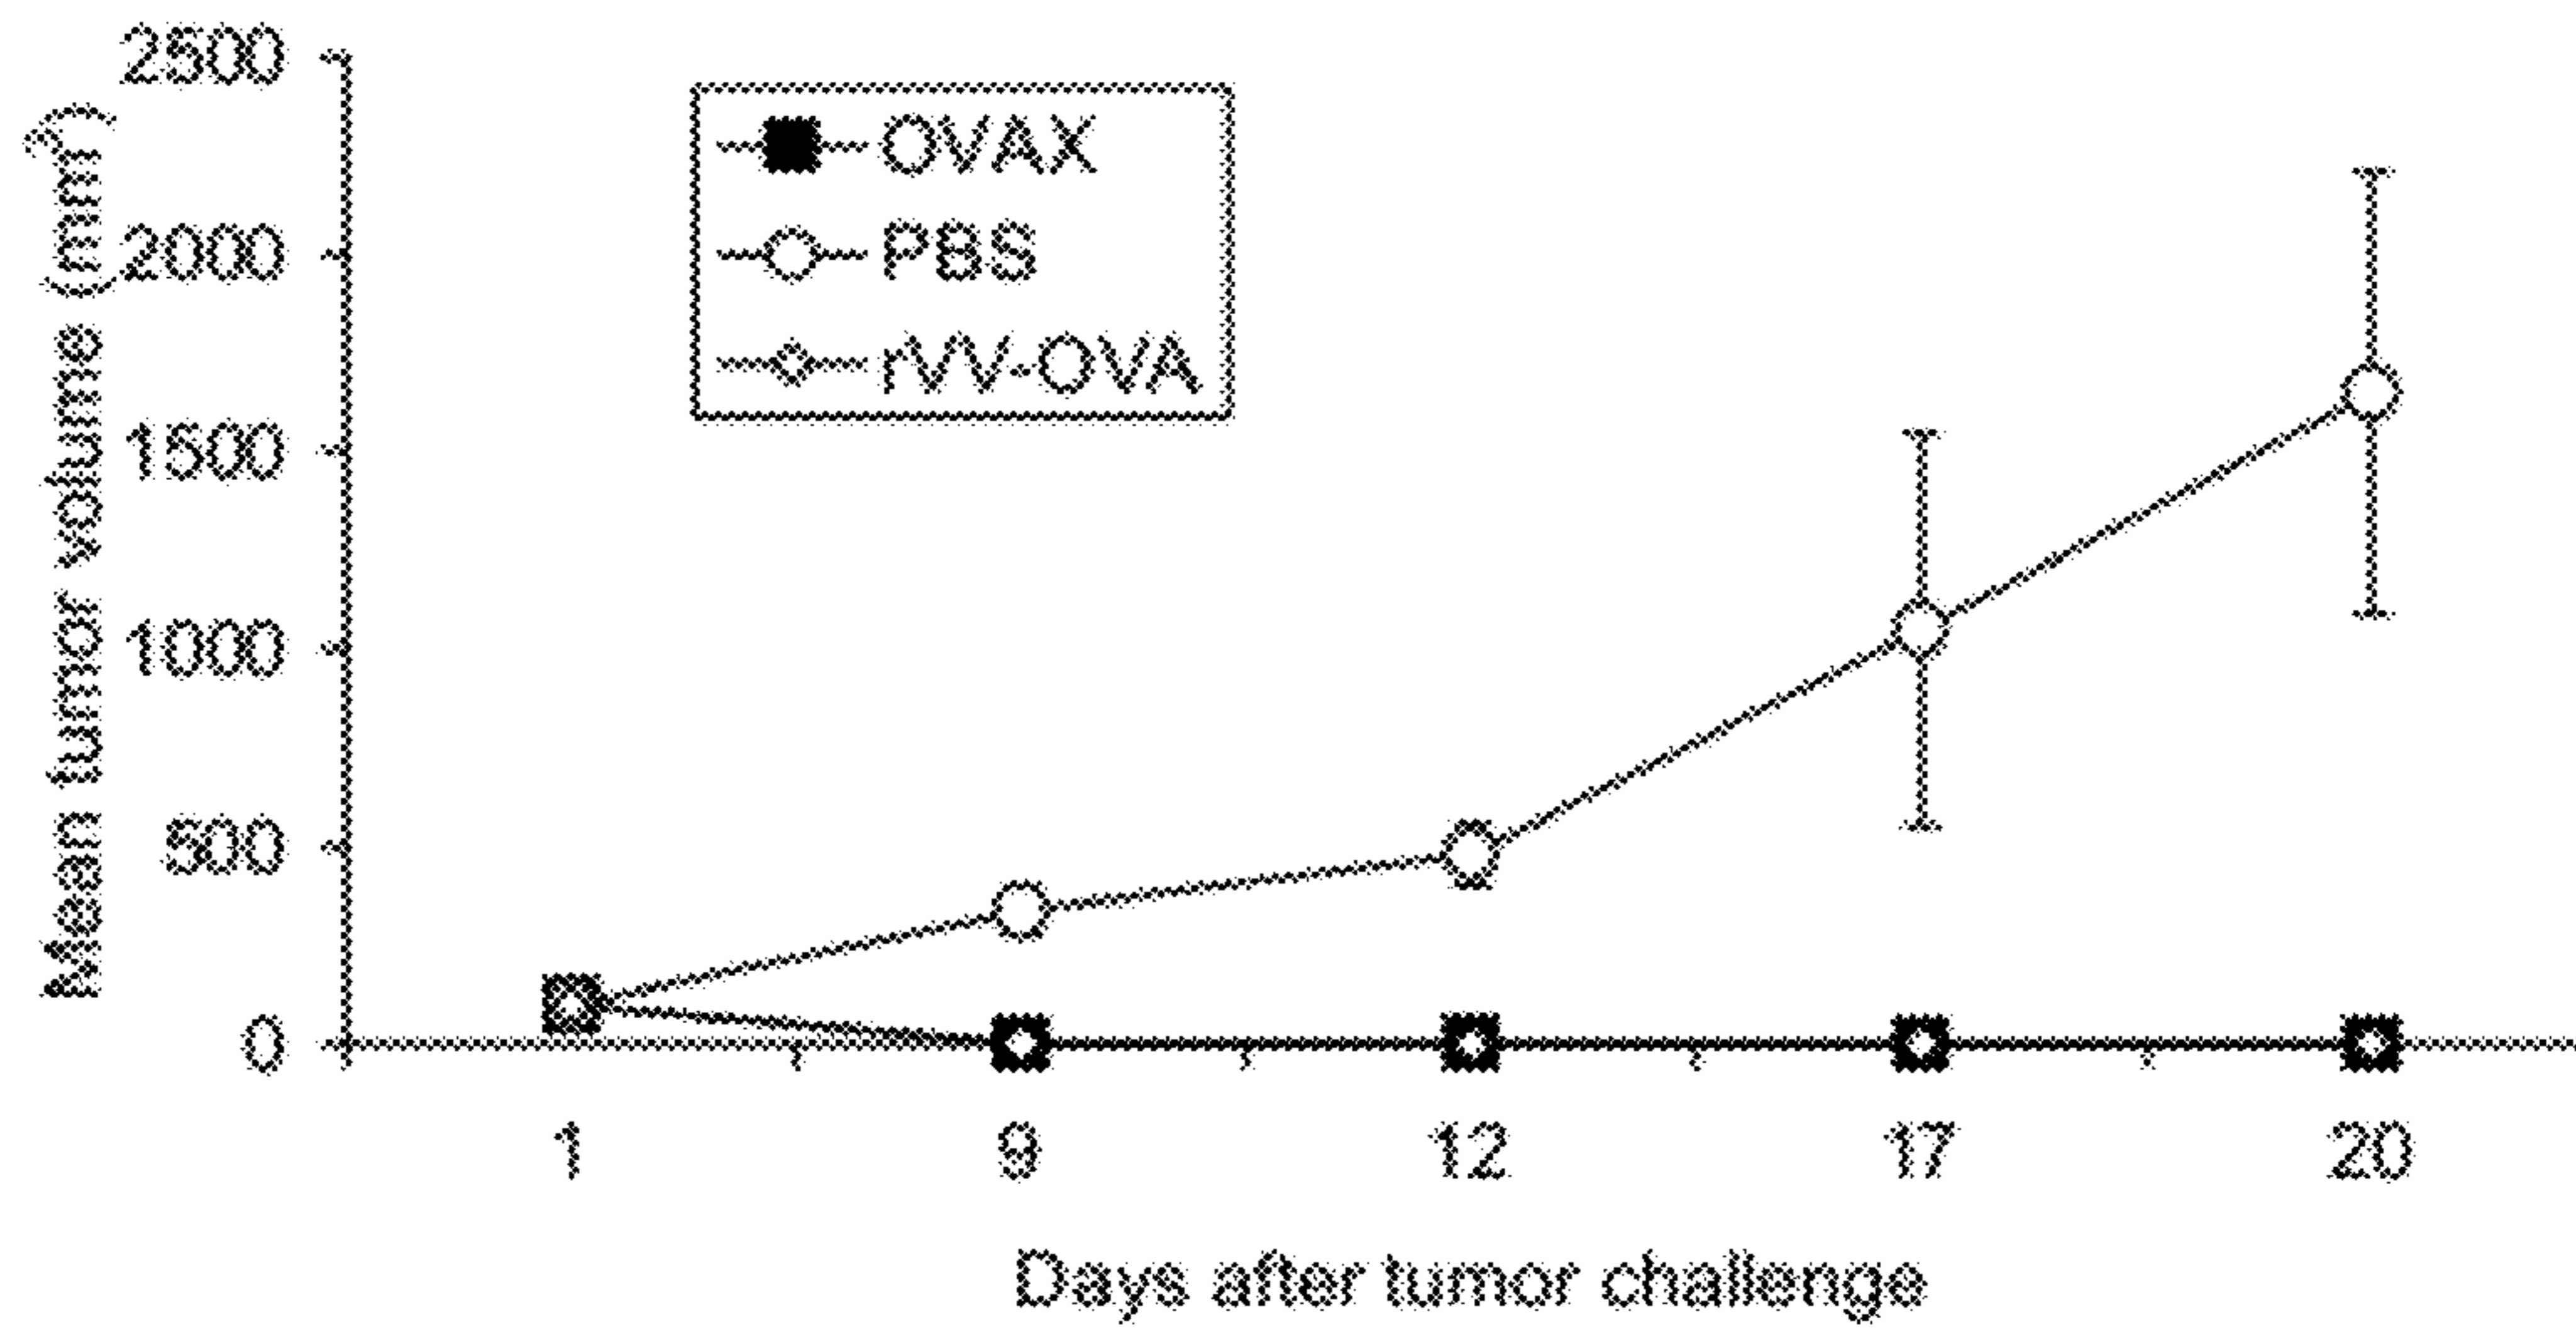 Mean tumor volume (mm³)
2500
2000
1500
1000
500
0
OVAX
PBS
rVV-OVA
1 9 12 17 20
Days after tumor challenge